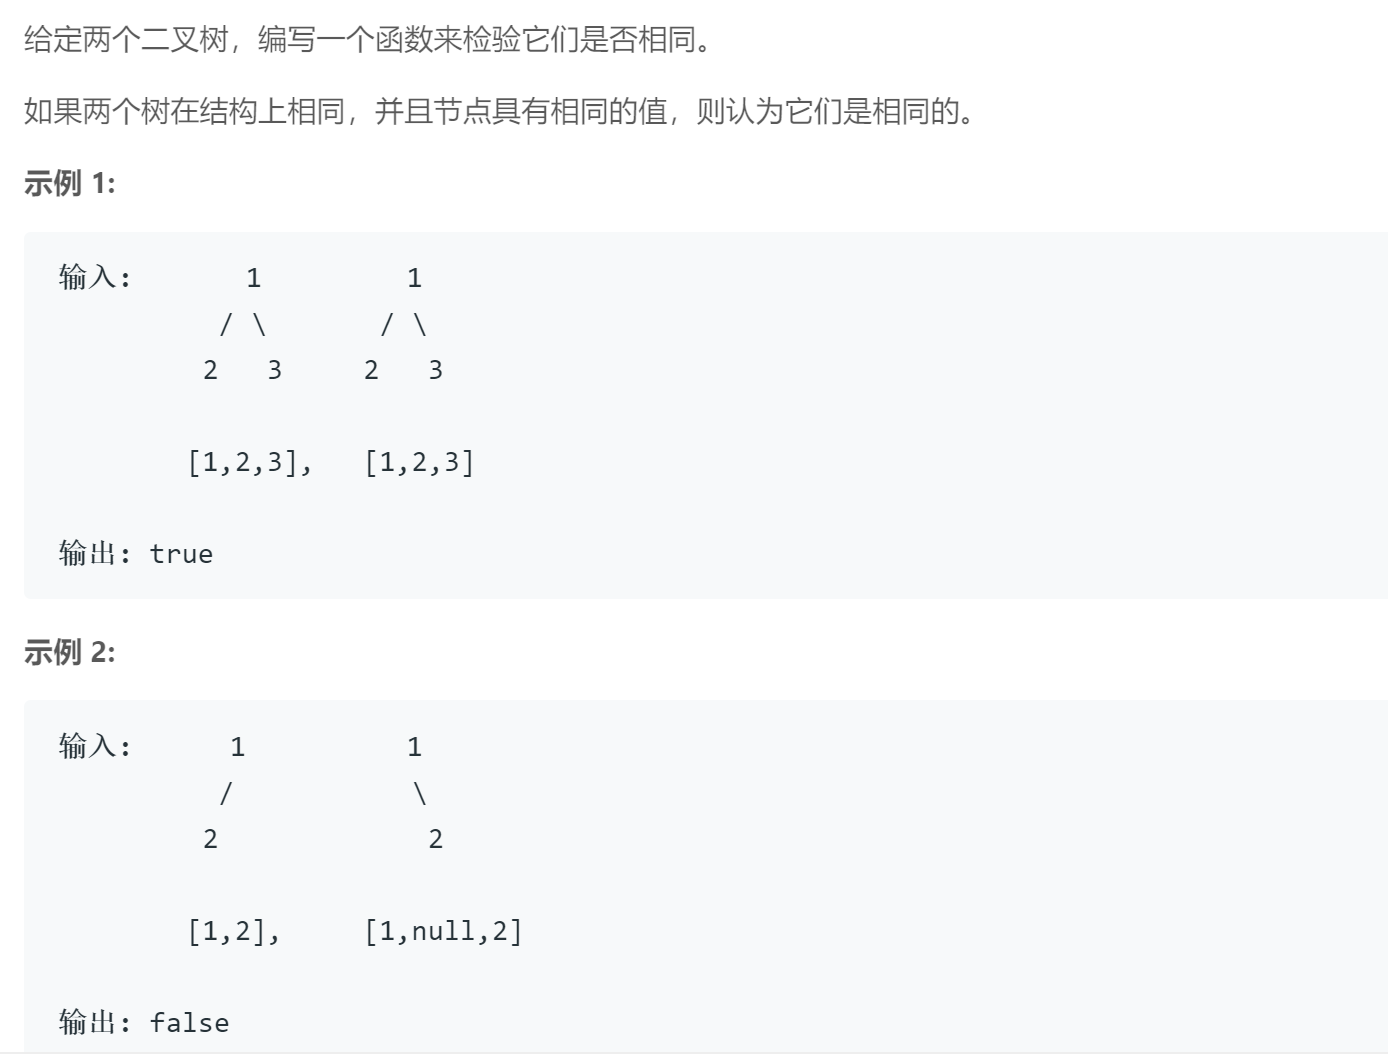 给定两个二叉树，编写一个函数来检验它们是否相同。
如果两个树在结构上相同，并且节点具有相同的值，则认为它们是相同的。
示例 1:
输入:       1         1
          / \       / \
         2   3     2   3
        [1,2,3],   [1,2,3]
输出: true
示例 2:
输入:      1          1
          /           \
         2             2
        [1,2],     [1,null,2]
输出: false